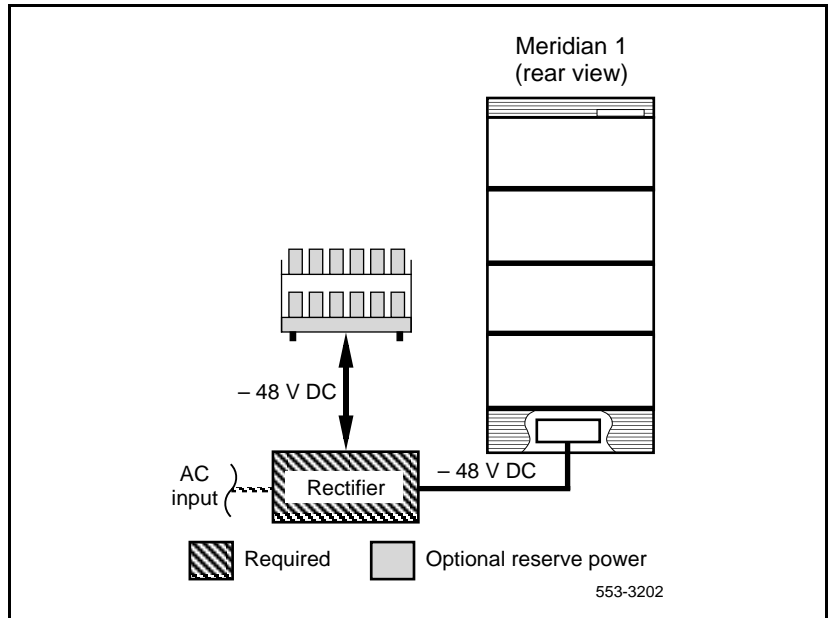 Meridian 1
(rear view)
– 48 V DC
AC
input
Rectifier
– 48 V DC
Required
Optional reserve power
553-3202